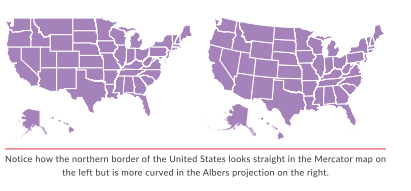 Notice how the northern border of the United States looks straight in the Mercator map on
the left but is more curved in the Albers projection on the right.